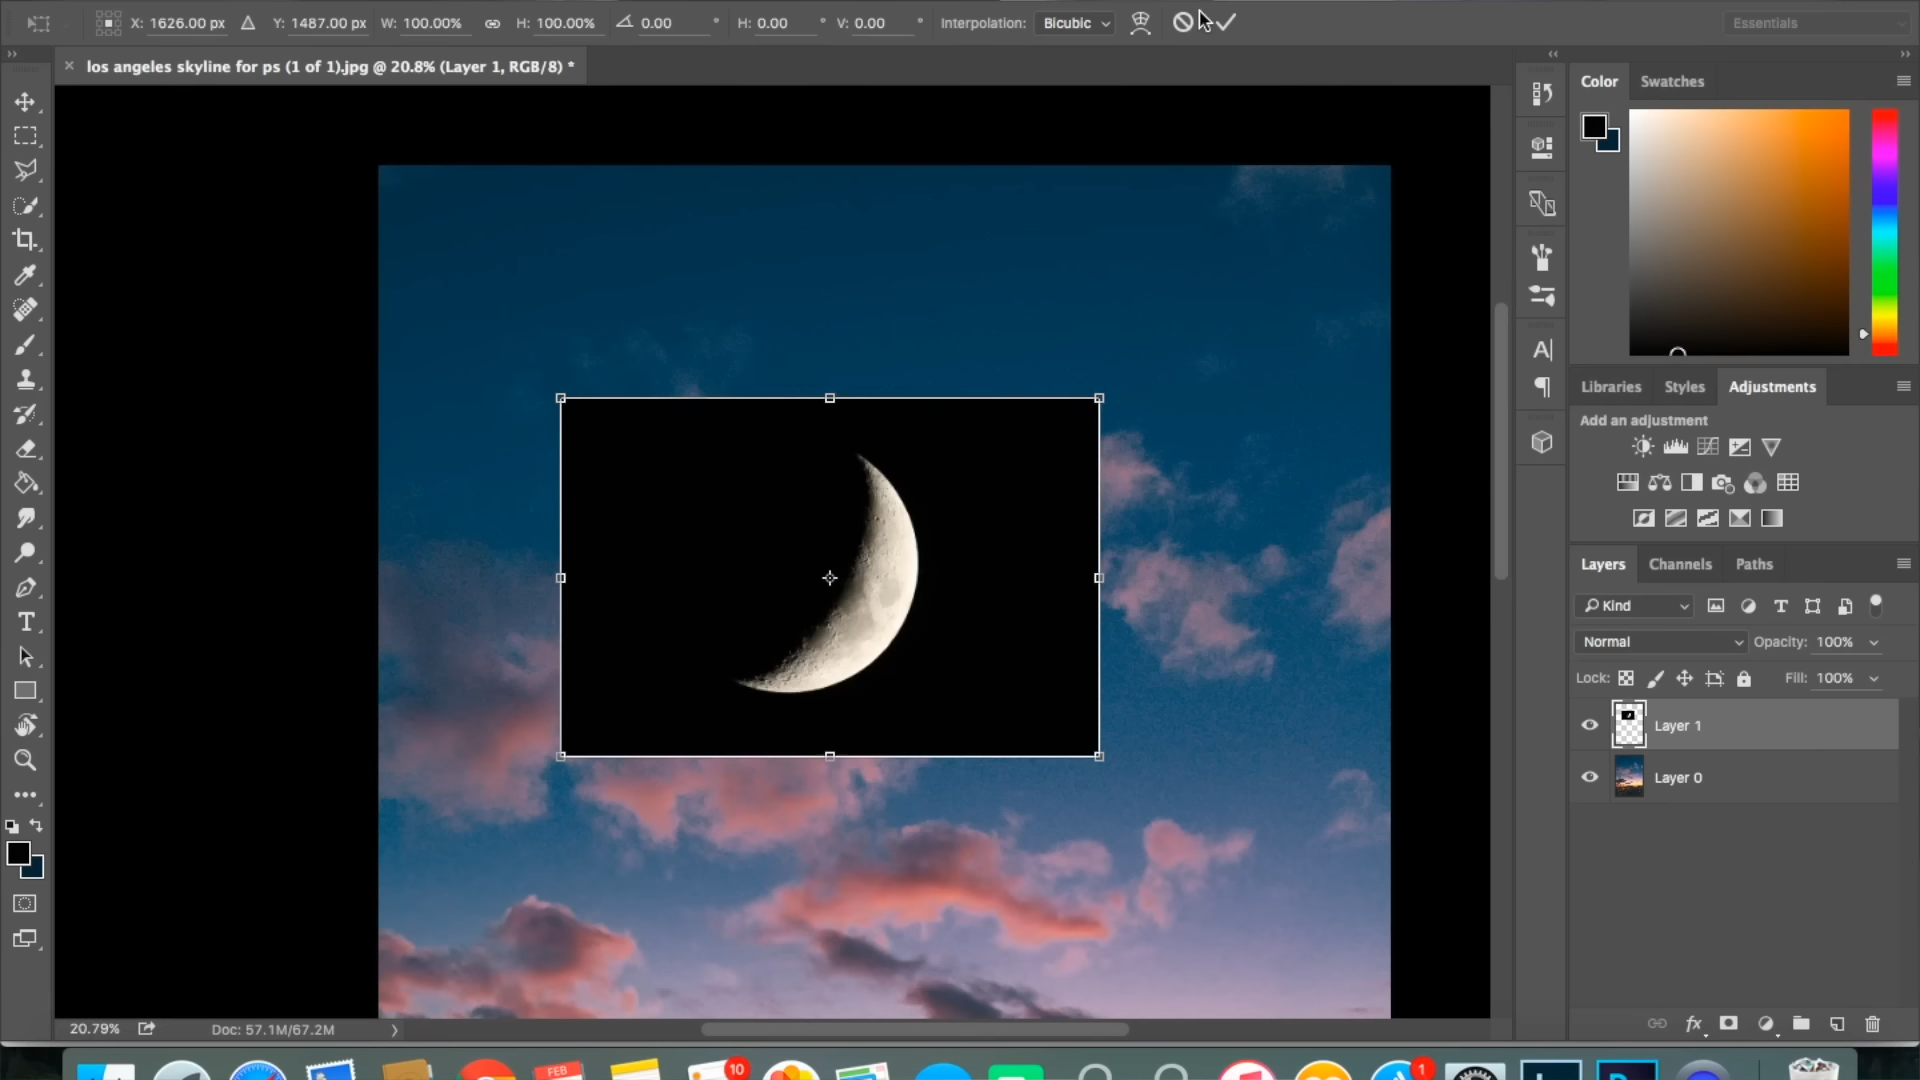 X: 1626.00 px Y: 1487.00 px W: 100.00% H: 100.00% 0.00 ° H: 0.00 ° V: 0.00 ° Interpolation: Bicubic Essentials
los angeles skyline for ps (1 of 1).jpg @ 20.8% (Layer 1, RGB/8) *
Color Swatches
Libraries Styles Adjustments
Add an adjustment
Layers Channels Paths
Kind
Normal Opacity: 100%
Lock: Fill: 100%
Layer 1
Layer 0
fx
20.79% Doc: 57.1M/67.2M
FEB 10 1